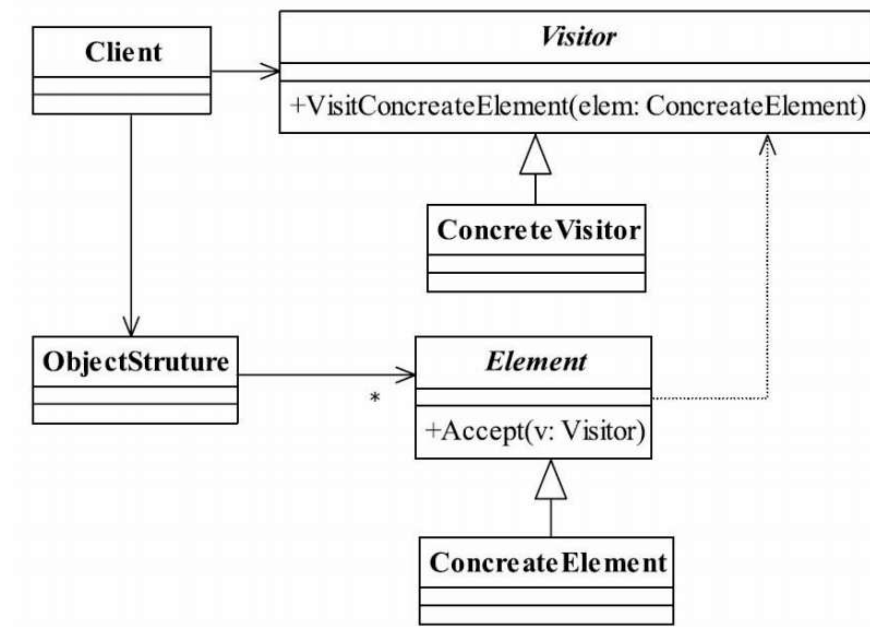 Client
Visitor
+VisitConcreateElement(elem: ConcreateElement)
ConcreteVisitor
ObjectStruture
*
Element
+Accept(v: Visitor)
ConcreateElement